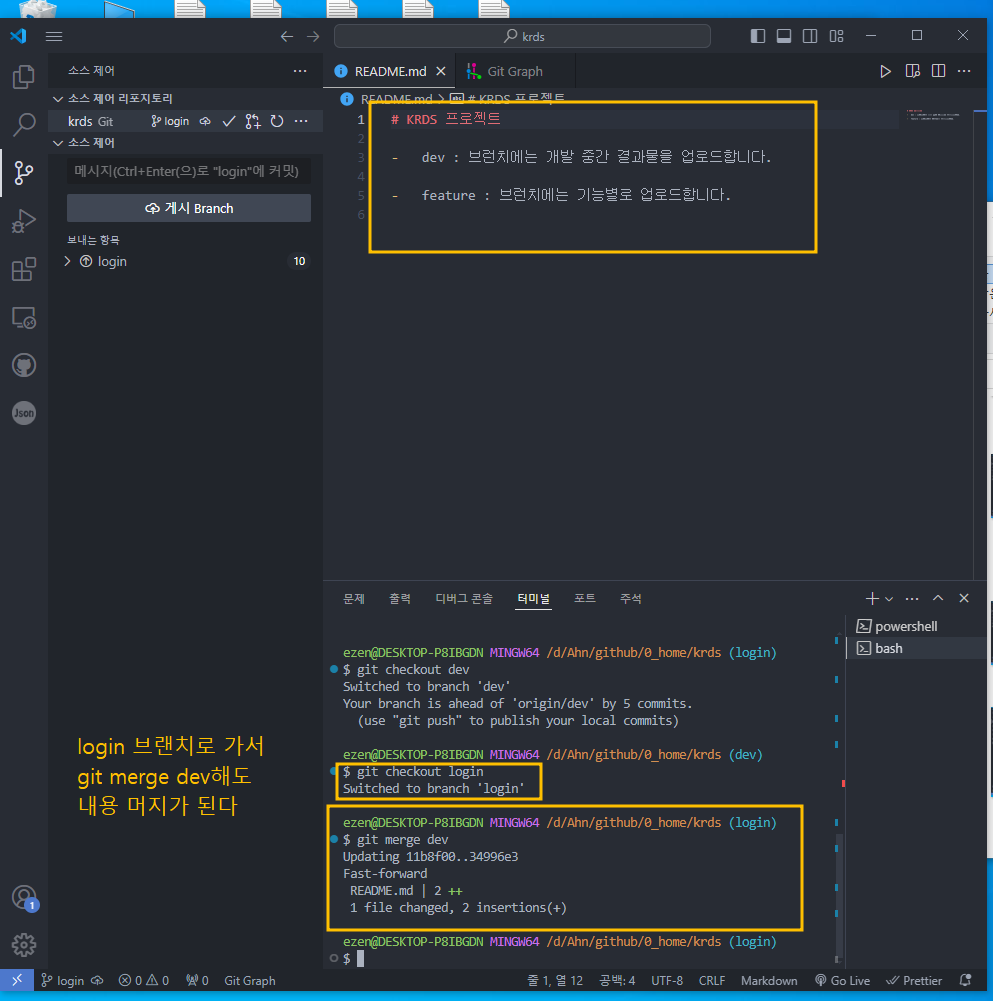 krds
소스 제어
README.md
Git Graph
소스 제어 리포지토리
krds Git
login
소스 제어
메시지(Ctrl+Enter(으)로 "login"에 커밋)
게시 Branch
보내는 항목
login
10
README.md > # KRDS 프로젝트
1 # KRDS 프로젝트
2
3 - dev : 브런치에는 개발 중간 결과물을 업로드합니다.
4
5 - feature : 브런치에는 기능별로 업로드합니다.
6
Json
문제 출력 디버그 콘솔 터미널 포트 주석
powershell
bash
ezen@DESKTOP-P8IBGDN MINGW64 /d/Ahn/github/0_home/krds (login)
$ git checkout dev
Switched to branch 'dev'
Your branch is ahead of 'origin/dev' by 5 commits.
(use "git push" to publish your local commits)
ezen@DESKTOP-P8IBGDN MINGW64 /d/Ahn/github/0_home/krds (dev)
$ git checkout login
Switched to branch 'login'
ezen@DESKTOP-P8IBGDN MINGW64 /d/Ahn/github/0_home/krds (login)
$ git merge dev
Updating 11b8f00..34996e3
Fast-forward
README.md | 2 ++
1 file changed, 2 insertions(+)
ezen@DESKTOP-P8IBGDN MINGW64 /d/Ahn/github/0_home/krds (login)
$
login 브랜치로 가서
git merge dev해도
내용 머지가 된다
1
login 0 0 0 Git Graph 줄 1, 열 12 공백: 4 UTF-8 CRLF Markdown Go Live Prettier